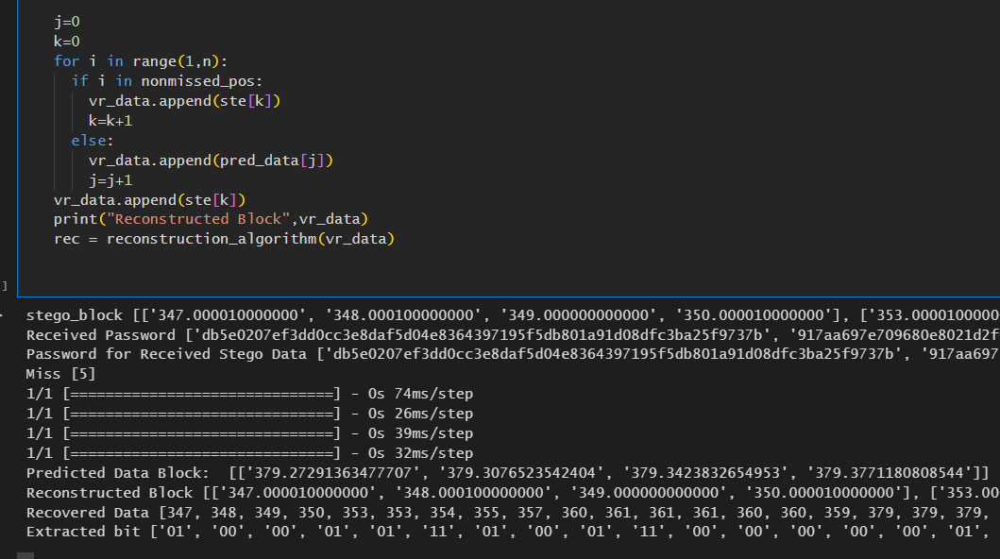 j=0
k=0
for i in range(1,n):
if i in nonmissed_pos:
vr_data.append(ste[k])
k=k+1
else:
vr_data.append(pred_data[j])
j=j+1
vr_data.append(ste[k])
print("Reconstructed Block",vr_data)
rec = reconstruction_algorithm(vr_data)
]
stego_block [['347.000010000000', '348.000100000000', '349.000000000000', '350.000010000000'], ['353.0000100000
Received Password ['db5e0207ef3dd0cc3e8daf5d04e8364397195f5db801a91d08dfc3ba25f9737b', '917aa697e709680e8021d2f
Password for Received Stego Data ['db5e0207ef3dd0cc3e8daf5d04e8364397195f5db801a91d08dfc3ba25f9737b', '917aa697
Miss [5]
1/1 [==============================] - 0s 74ms/step
1/1 [==============================] - 0s 26ms/step
1/1 [==============================] - 0s 39ms/step
1/1 [==============================] - 0s 32ms/step
Predicted Data Block:  [['379.27291363477707', '379.3076523542404', '379.3423832654953', '379.3771180808544']]
Reconstructed Block [['347.000010000000', '348.000100000000', '349.000000000000', '350.000010000000'], ['353.00
Recovered Data [347, 348, 349, 350, 353, 353, 354, 355, 357, 360, 361, 361, 361, 360, 360, 359, 379, 379, 379,
Extracted bit ['01', '00', '00', '01', '01', '11', '01', '00', '01', '11', '00', '00', '00', '00', '00', '01',